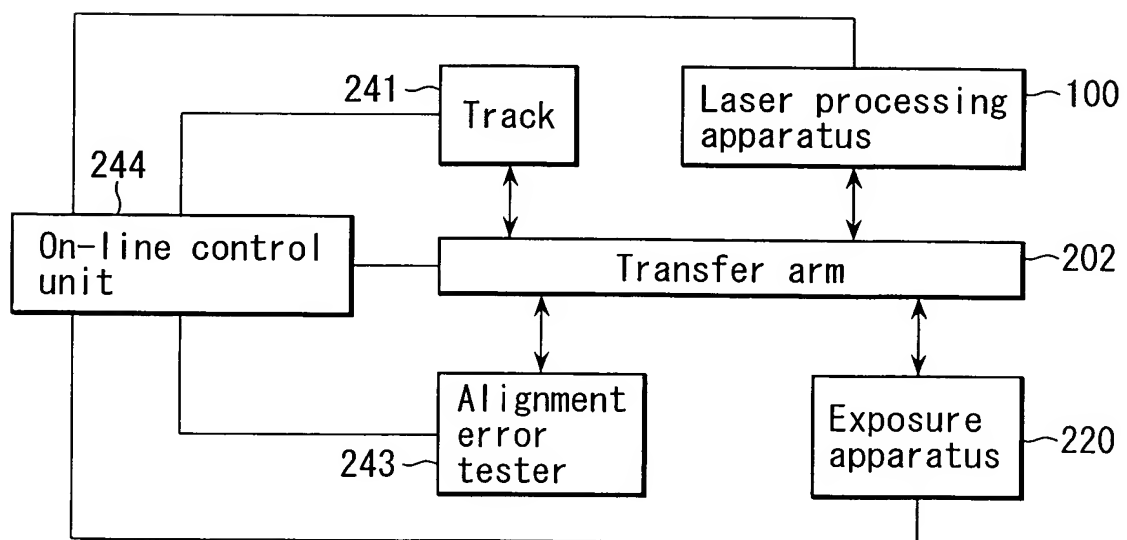 241
Track
Laser processing
apparatus
100
244
On-line control
unit
Transfer arm
202
Alignment
error
tester
243
Exposure
apparatus
220